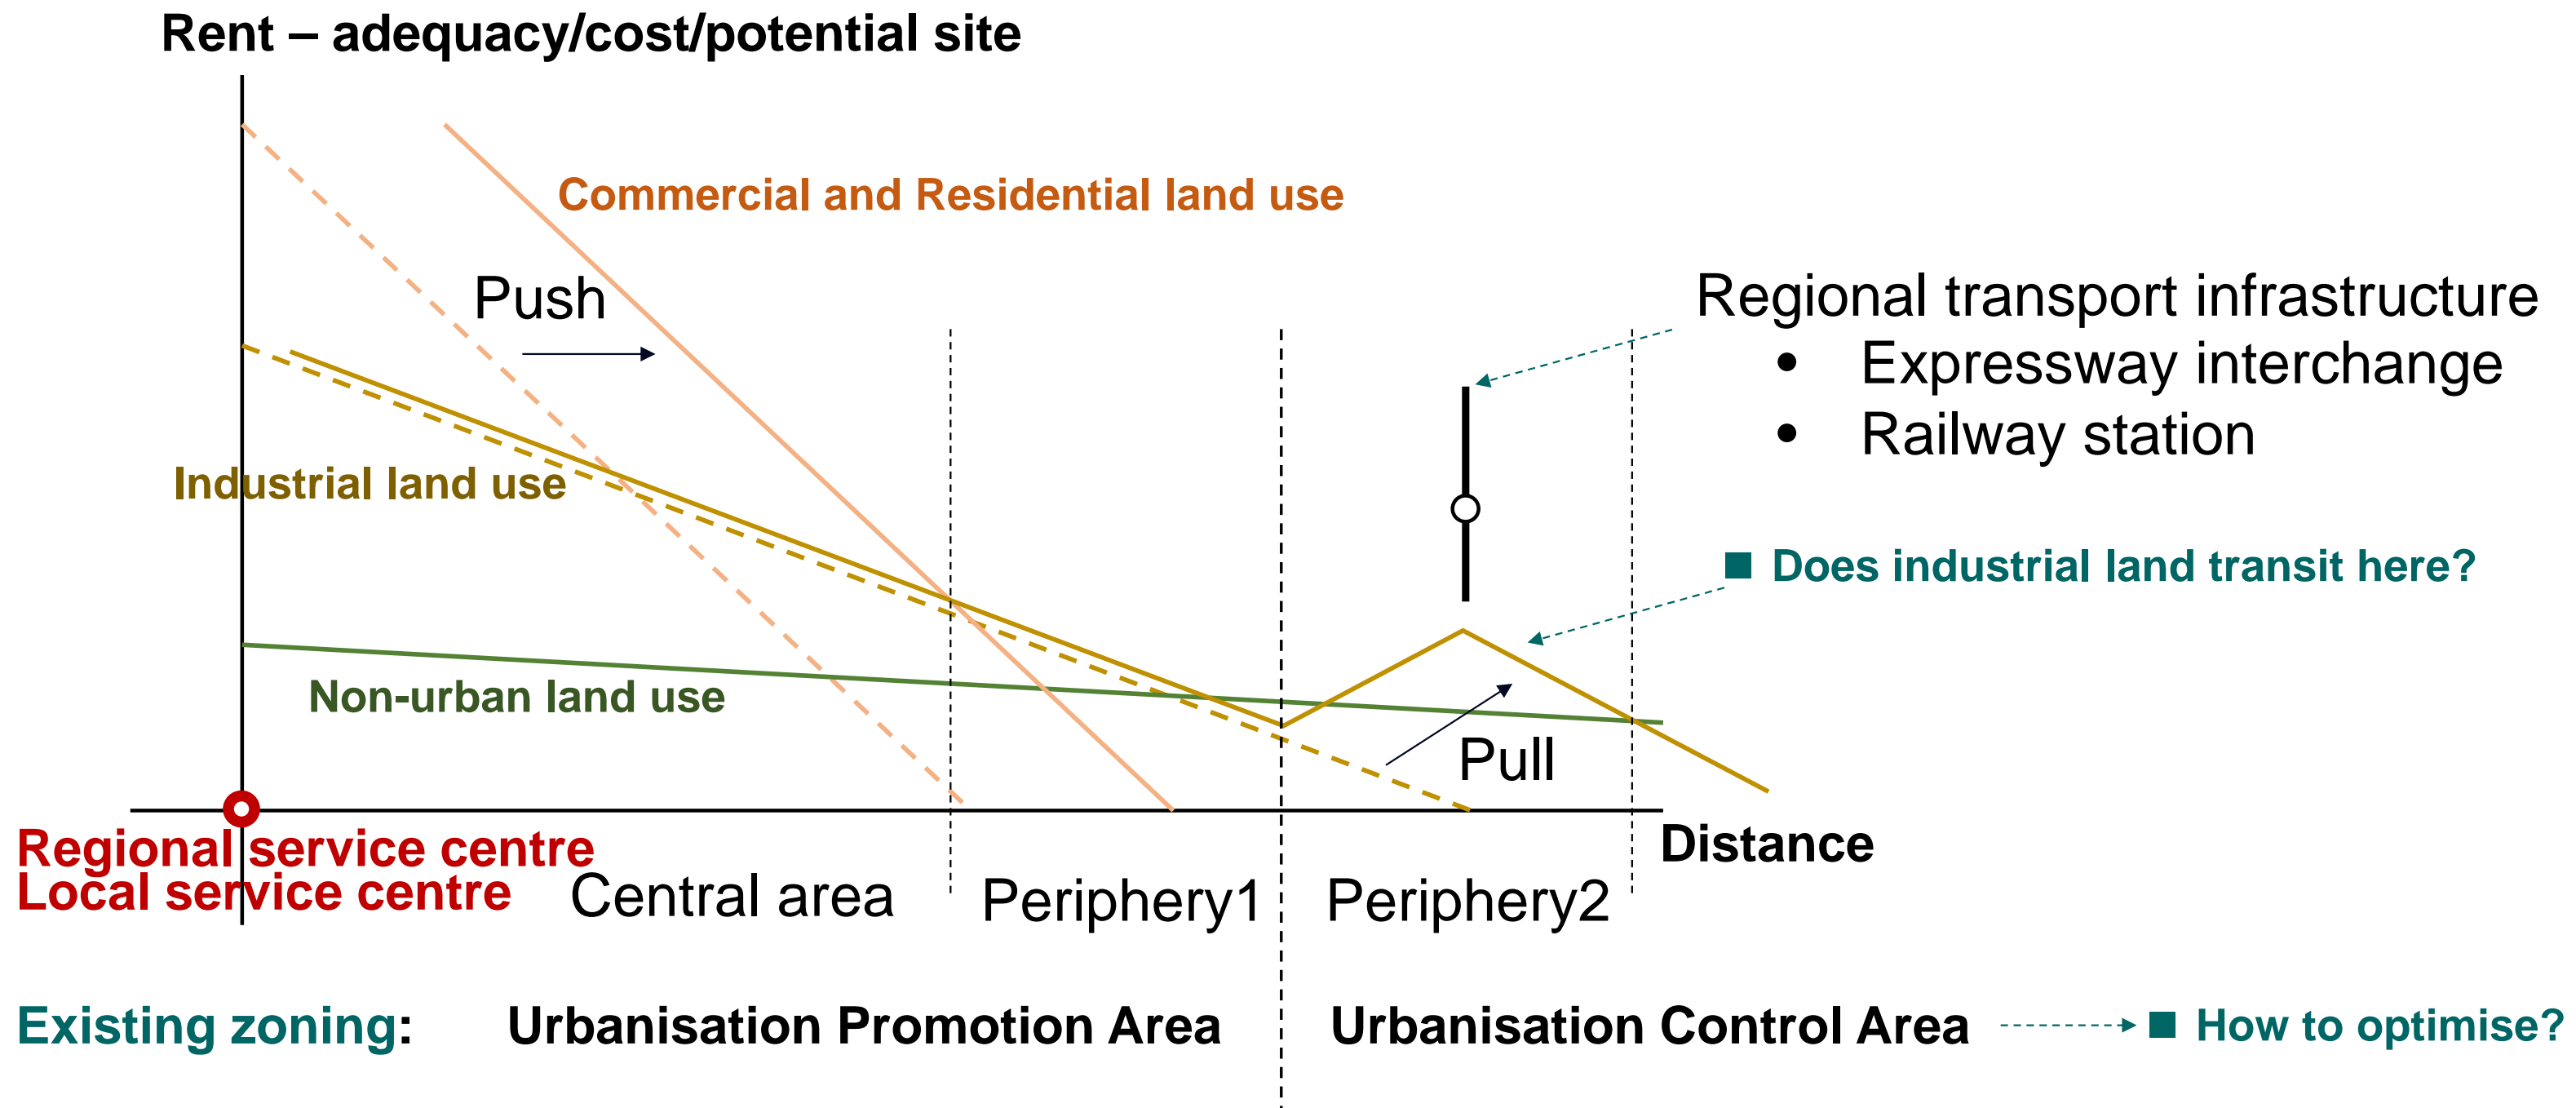 Rent – adequacy/cost/potential site
Commercial and Residential land use
Push
Regional transport infrastructure
• Expressway interchange
• Railway station
Industrial land use
■ Does industrial land transit here?
Non-urban land use
Pull
Regional service centre
Local service centre
Distance
Central area
Periphery1
Periphery2
Existing zoning: Urbanisation Promotion Area Urbanisation Control Area ■ How to optimise?